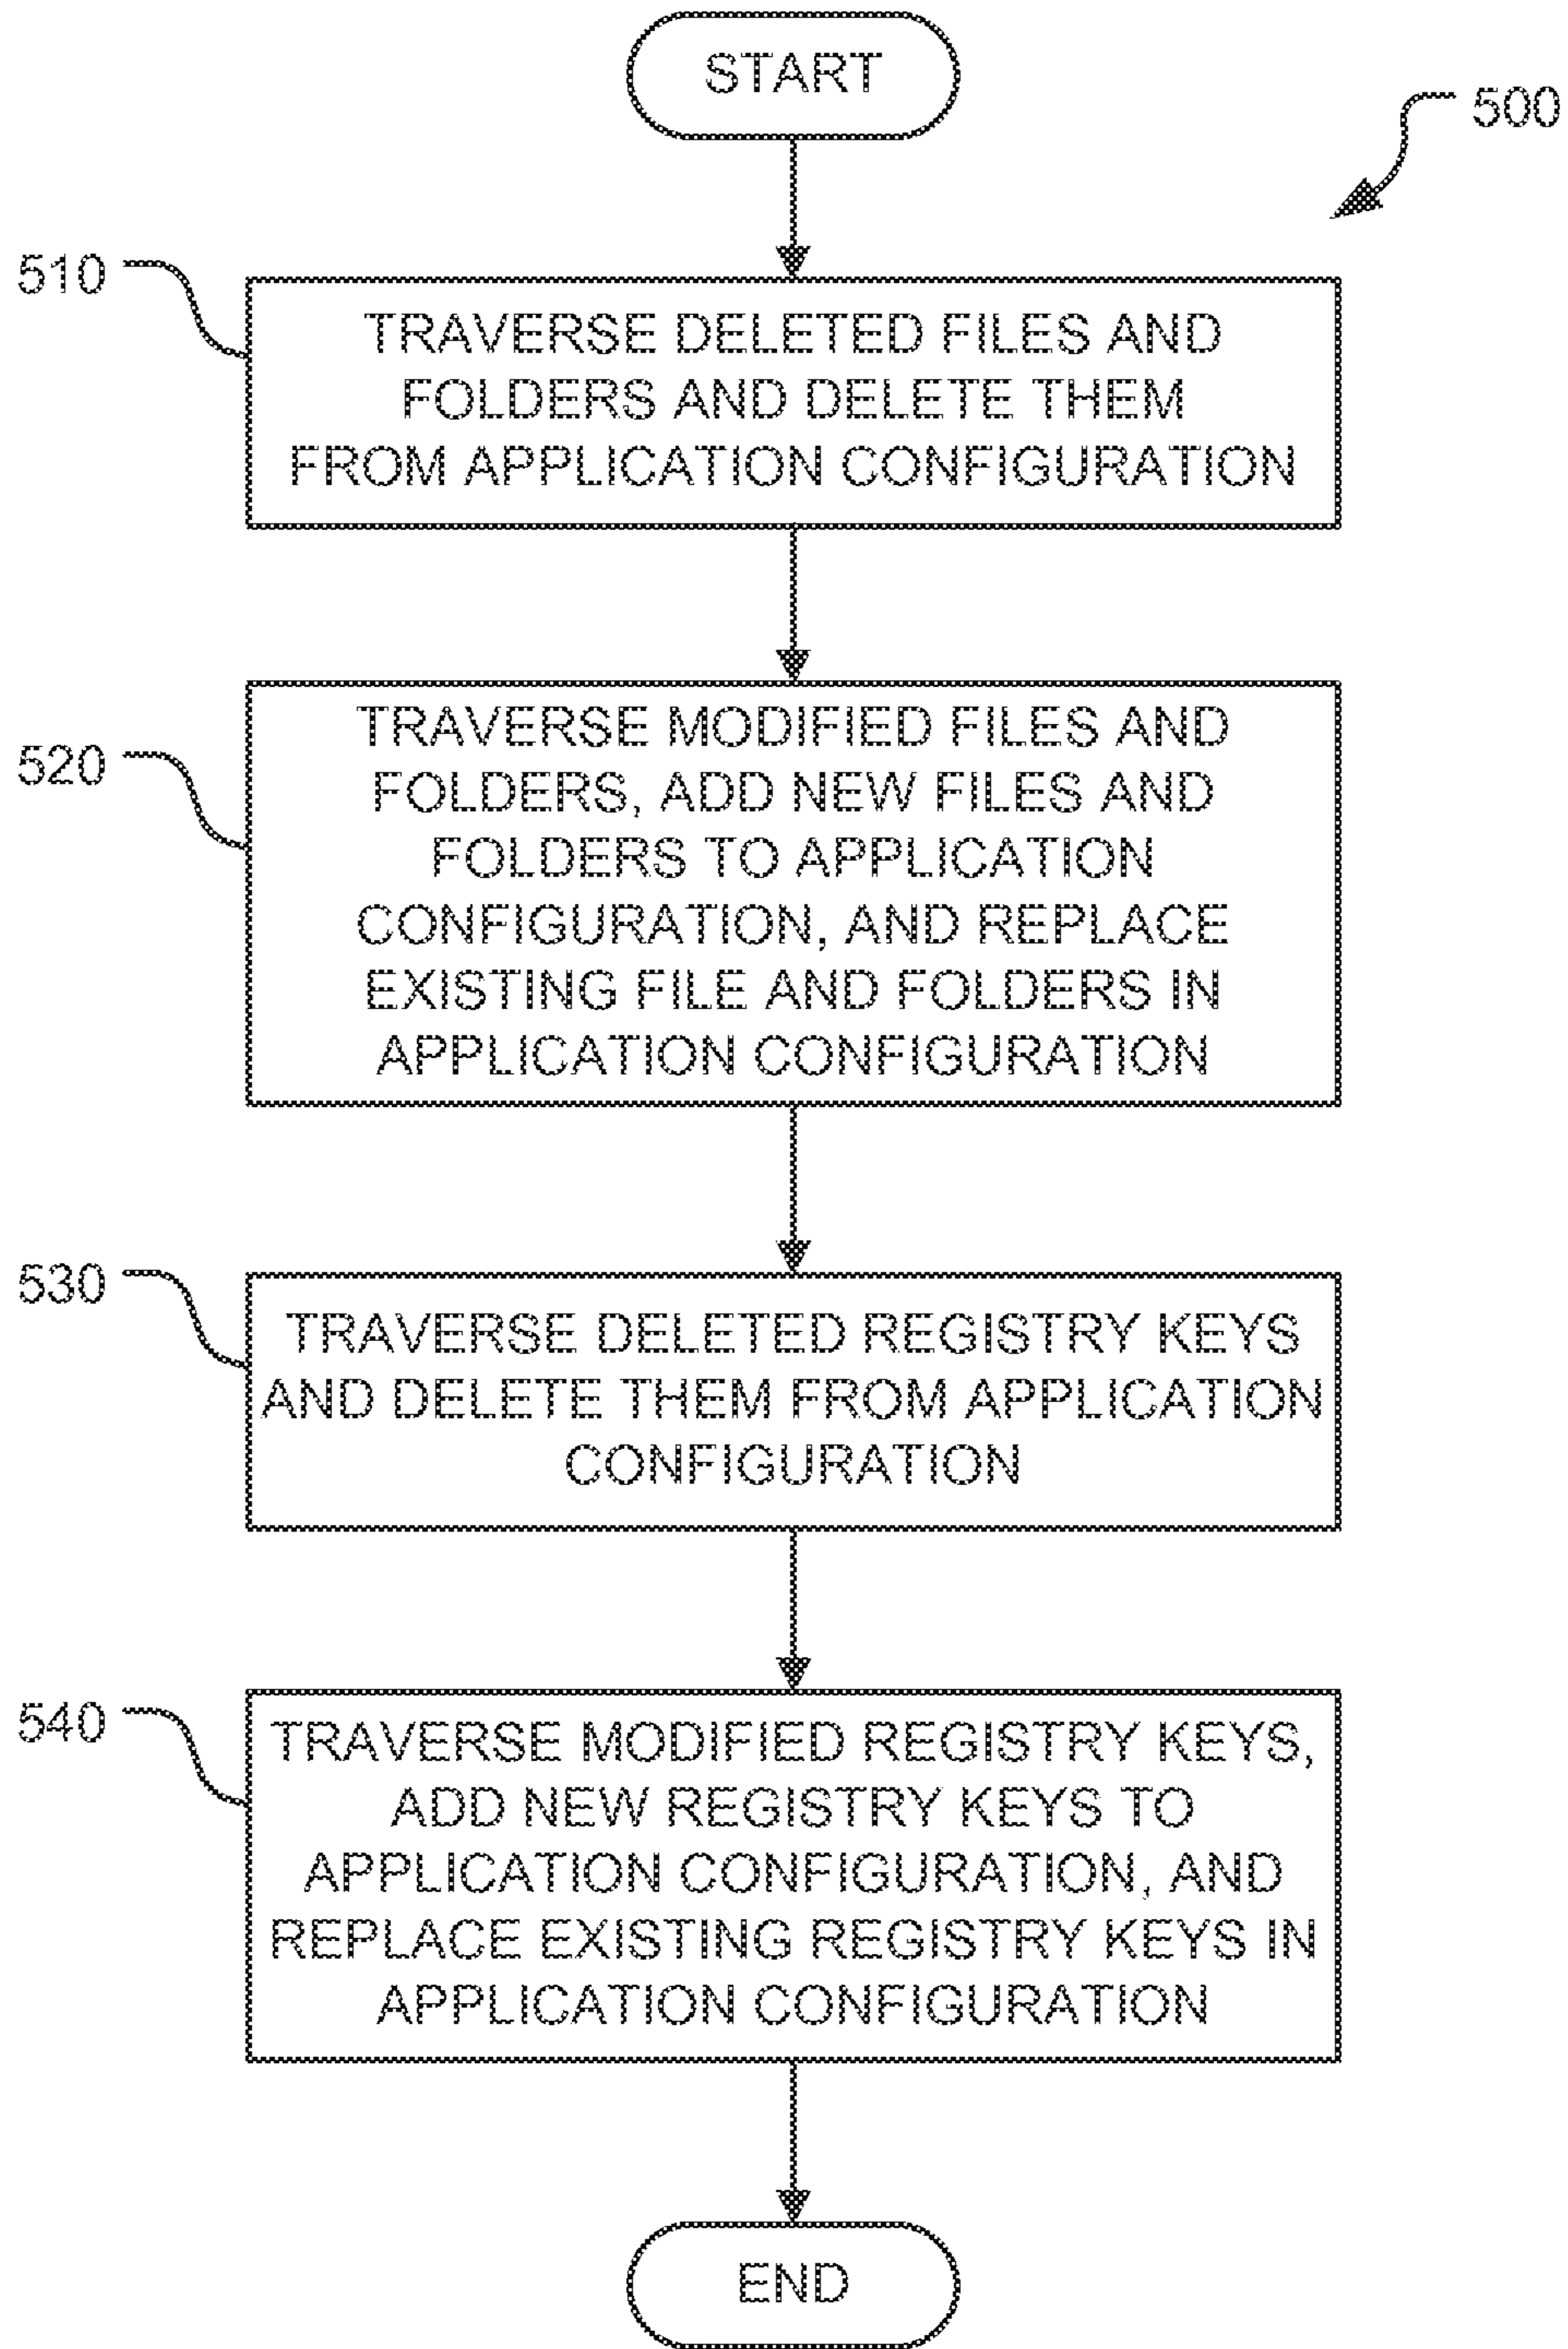 START
500
510
TRAVERSE DELETED FILES AND
FOLDERS AND DELETE THEM
FROM APPLICATION CONFIGURATION
520
TRAVERSE MODIFIED FILES AND
FOLDERS, ADD NEW FILES AND
FOLDERS TO APPLICATION
CONFIGURATION, AND REPLACE
EXISTING FILE AND FOLDERS IN
APPLICATION CONFIGURATION
530
TRAVERSE DELETED REGISTRY KEYS
AND DELETE THEM FROM APPLICATION
CONFIGURATION
540
TRAVERSE MODIFIED REGISTRY KEYS,
ADD NEW REGISTRY KEYS TO
APPLICATION CONFIGURATION, AND
REPLACE EXISTING REGISTRY KEYS IN
APPLICATION CONFIGURATION
END